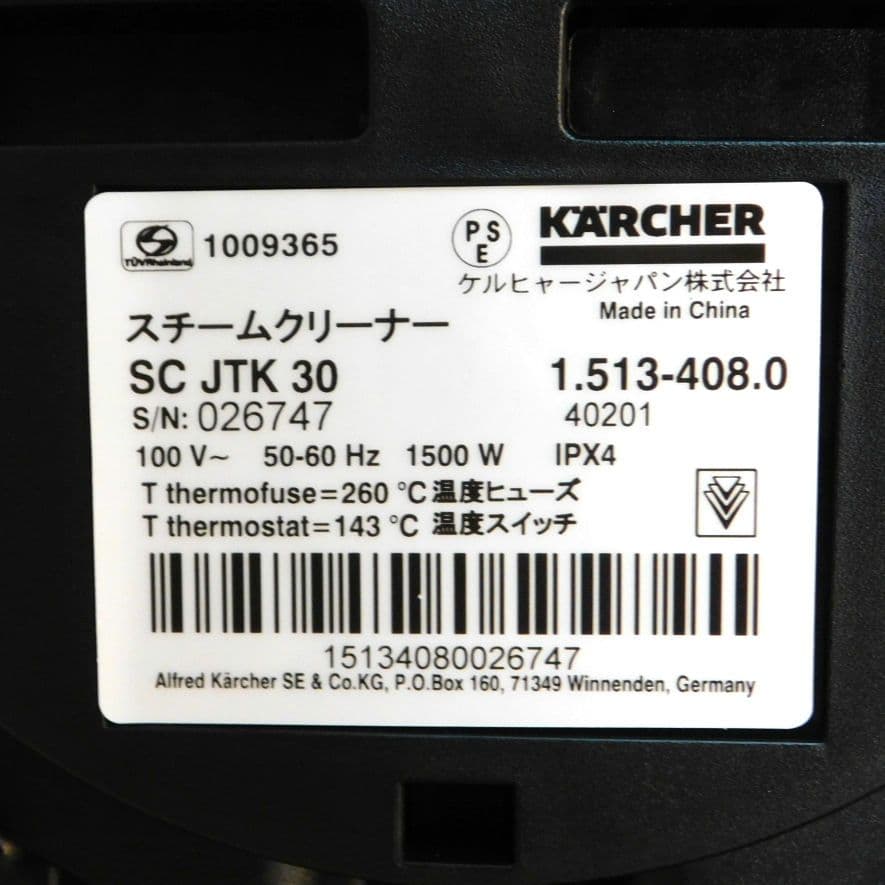 TÜVRheinland 1009365
PS
E
KÄRCHER
ケルヒャージャパン株式会社
Made in China
スチームクリーナー
SC JTK 30 1.513-408.0
S/N: 026747 40201
100 V~ 50-60 Hz 1500 W IPX4
T thermofuse=260 °C 温度ヒューズ
T thermostat=143 °C 温度スイッチ
15134080026747
Alfred Kärcher SE & Co.KG, P.O.Box 160, 71349 Winnenden, Germany